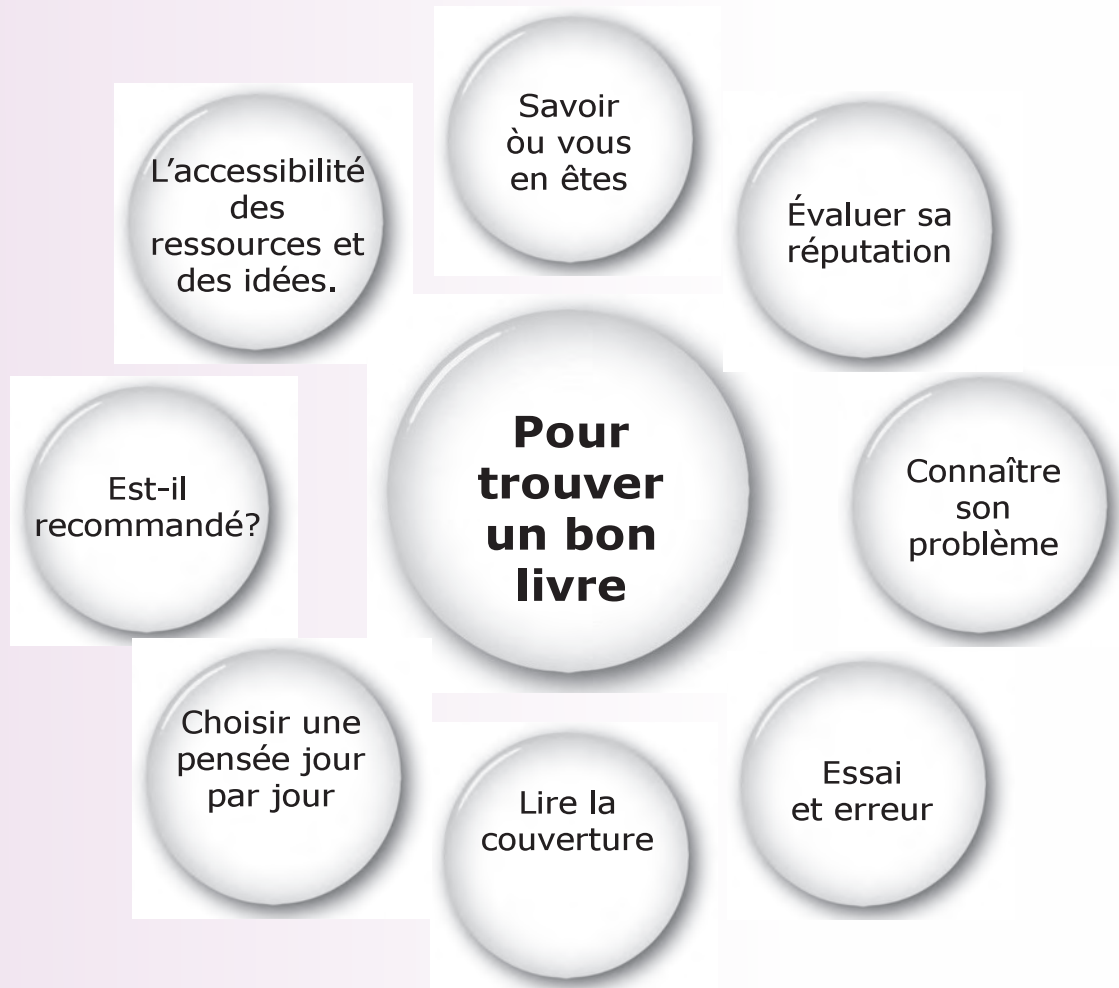 Savoir
òu vous
en êtes
L'accessibilité
des
ressources et
des idées.
Évaluer sa
réputation
Pour
trouver
un bon
livre
Est-il
recommandé?
Connaître
son
problème
Choisir une
pensée jour
par jour
Lire la
couverture
Essai
et erreur